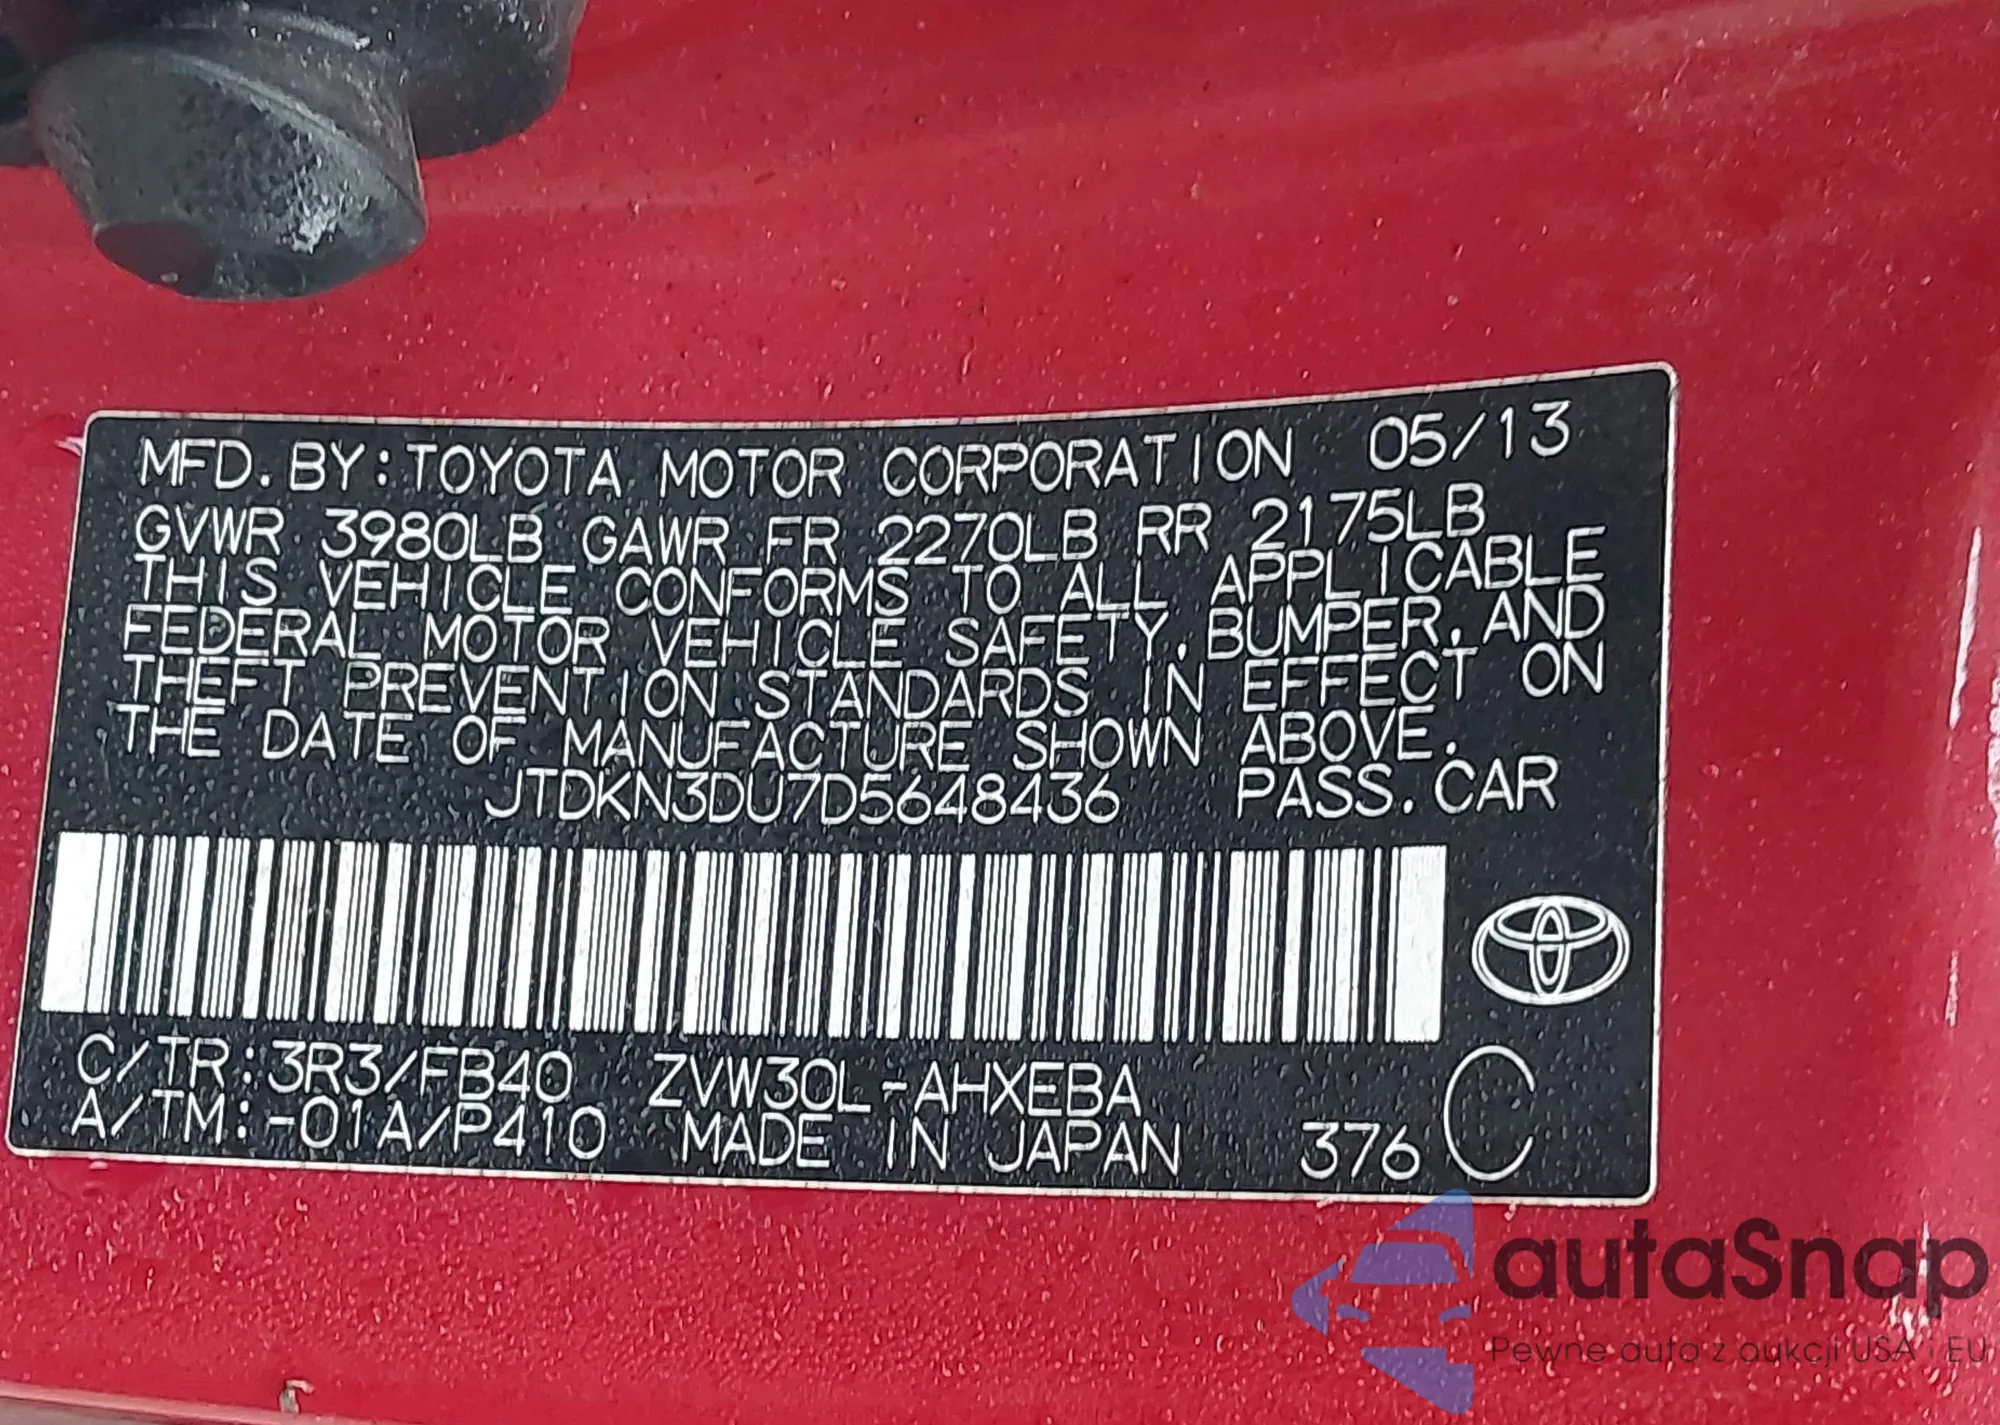 MFD. BY: TOYOTA MOTOR CORPORATION 05/13
GVWR 3980LB GAWR FR 2270LB RR 2175LB
THIS VEHICLE CONFORMS TO ALL APPLICABLE
FEDERAL MOTOR VEHICLE SAFETY, BUMPER, AND
THEFT PREVENTION STANDARDS IN EFFECT ON
THE DATE OF MANUFACTURE SHOWN ABOVE.
JTDKN3DU7D5648436 PASS. CAR
C/TR: 3R3/FB40 ZVW30L-AHXEBA
A/TM: -01A/P410 MADE IN JAPAN 376 C
autaSnap
Pewne auto z aukcji USA i EU